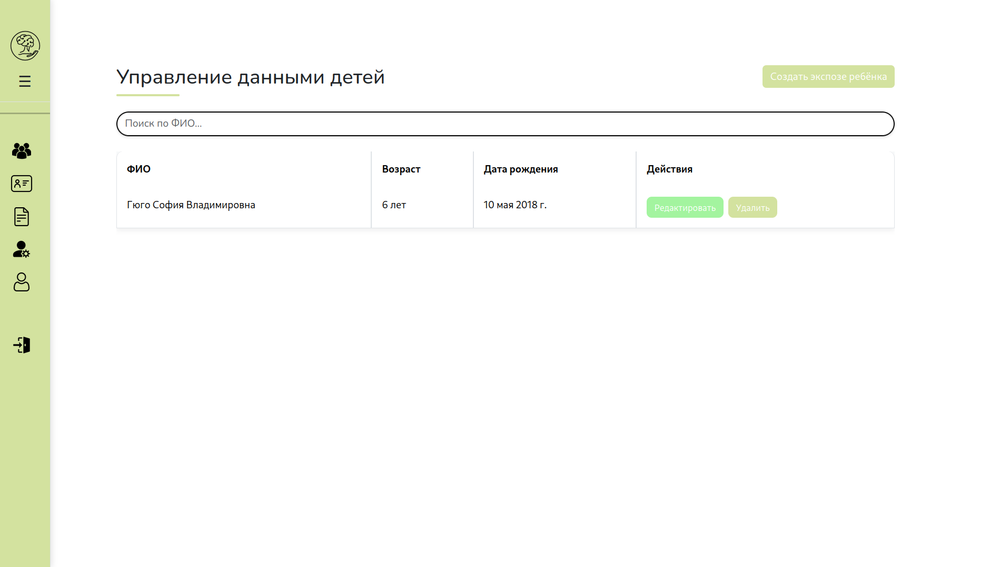 Управление данными детей
Создать экспозе ребёнка
Поиск по ФИО...
ФИО
Возраст
Дата рождения
Действия
Гюго София Владимировна
6 лет
10 мая 2018 г.
Редактировать
Удалить